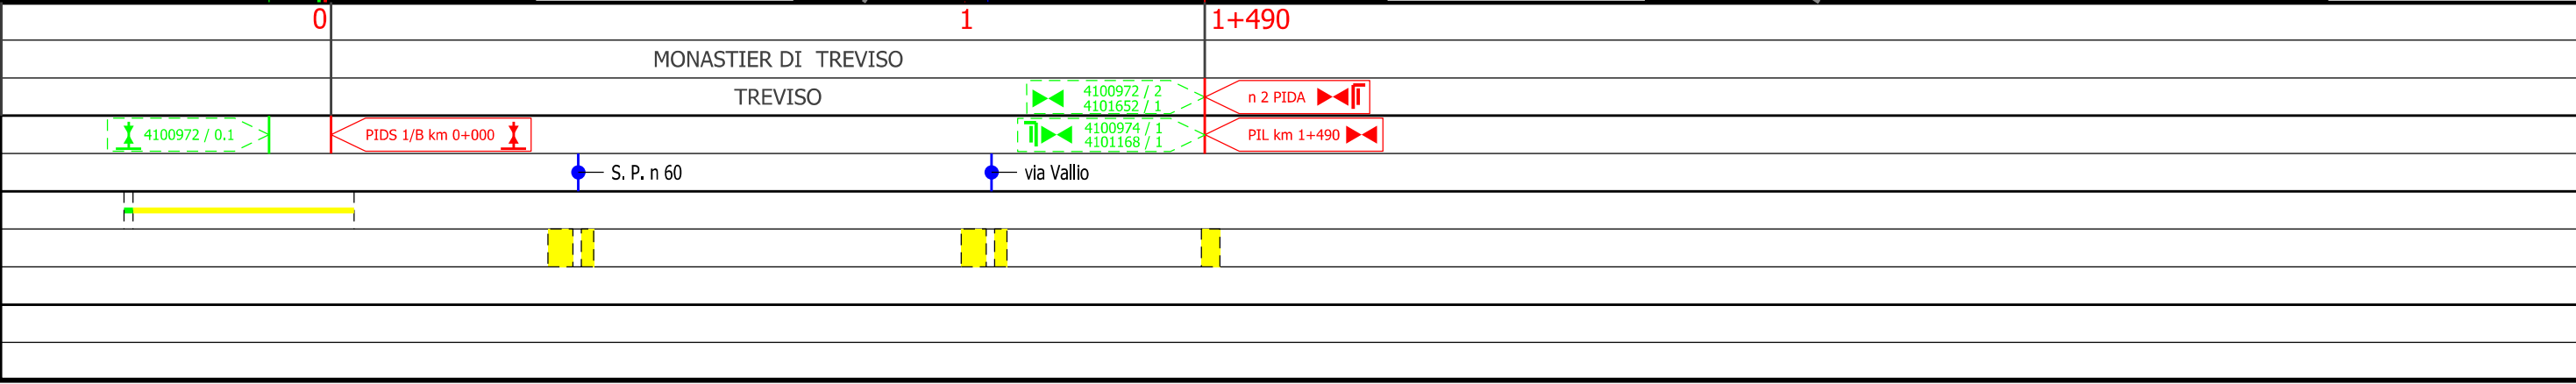 0
1
1+490
MONASTIER DI TREVISO
TREVISO
4100972 / 2
4101652 / 1
n 2 PIDA
4100972 / 0.1
PIDS 1/B km 0+000
4100974 / 1
4101168 / 1
PIL km 1+490
S. P. n 60
via Vallio